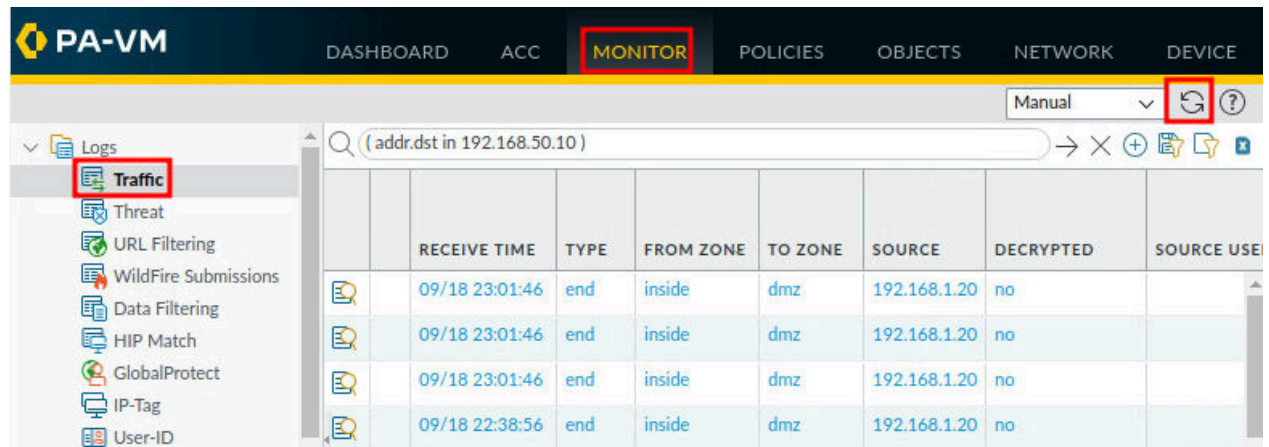 PA-VM
DASHBOARD ACC MONITOR POLICIES OBJECTS NETWORK DEVICE
Manual
Logs
Traffic
Threat
URL Filtering
WildFire Submissions
Data Filtering
HIP Match
GlobalProtect
IP-Tag
User-ID
( addr.dst in 192.168.50.10 )
RECEIVE TIME TYPE FROM ZONE TO ZONE SOURCE DECRYPTED SOURCE USE
09/18 23:01:46 end inside dmz 192.168.1.20 no
09/18 23:01:46 end inside dmz 192.168.1.20 no
09/18 23:01:46 end inside dmz 192.168.1.20 no
09/18 22:38:56 end inside dmz 192.168.1.20 no